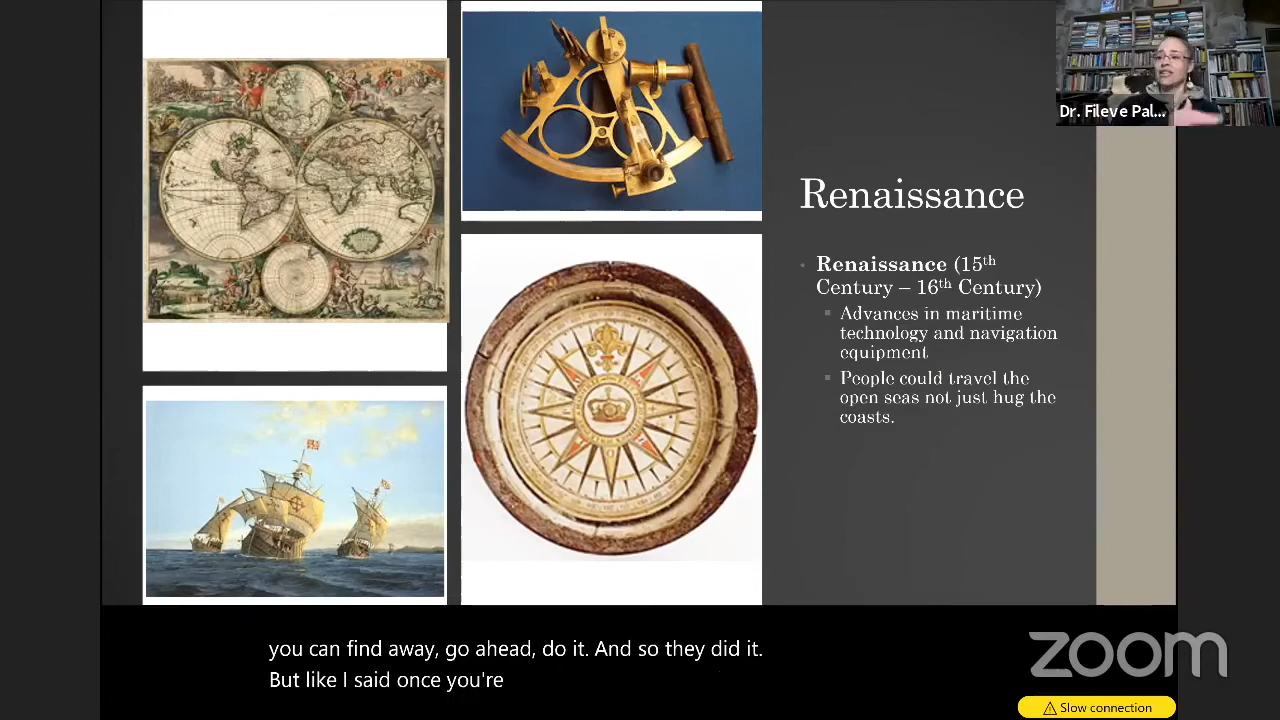 Dr. Fileve Pal...
Renaissance
Renaissance (15th
Century – 16th Century)
Advances in maritime
technology and navigation
equipment
People could travel the
open seas not just hug the
coasts.
you can find away, go ahead, do it. And so they did it.
But like I said once you're
zoom
Slow connection